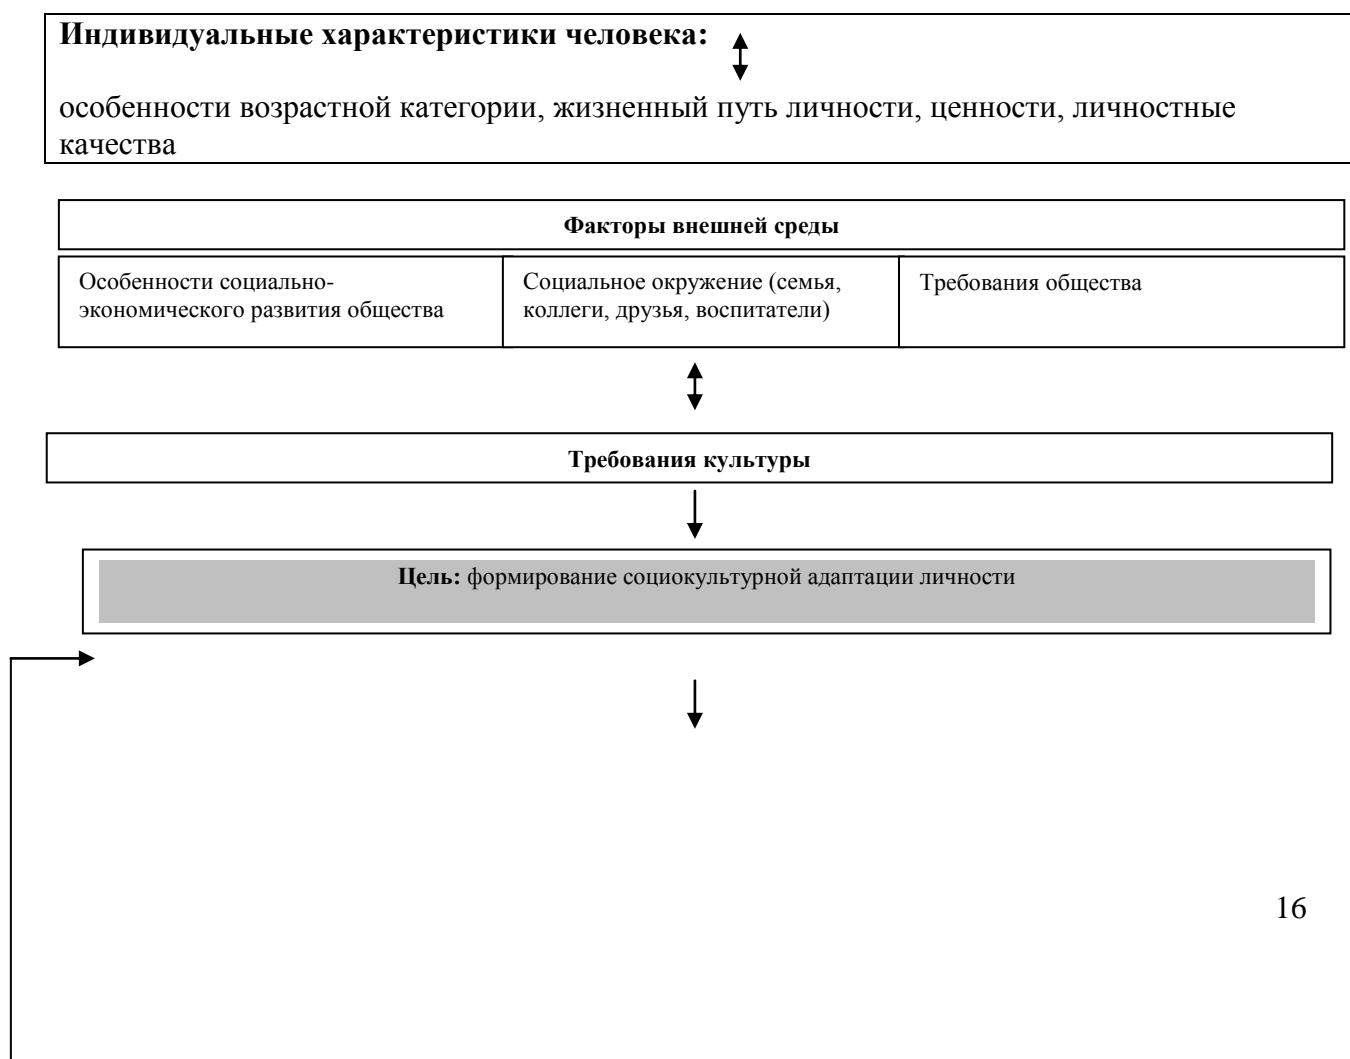 Индивидуальные характеристики человека:
особенности возрастной категории, жизненный путь личности, ценности, личностные
качества
Факторы внешней среды
Особенности социально-
экономического развития общества
Социальное окружение (семья,
коллеги, друзья, воспитатели)
Требования общества
Требования культуры
Цель: формирование социокультурной адаптации личности
16